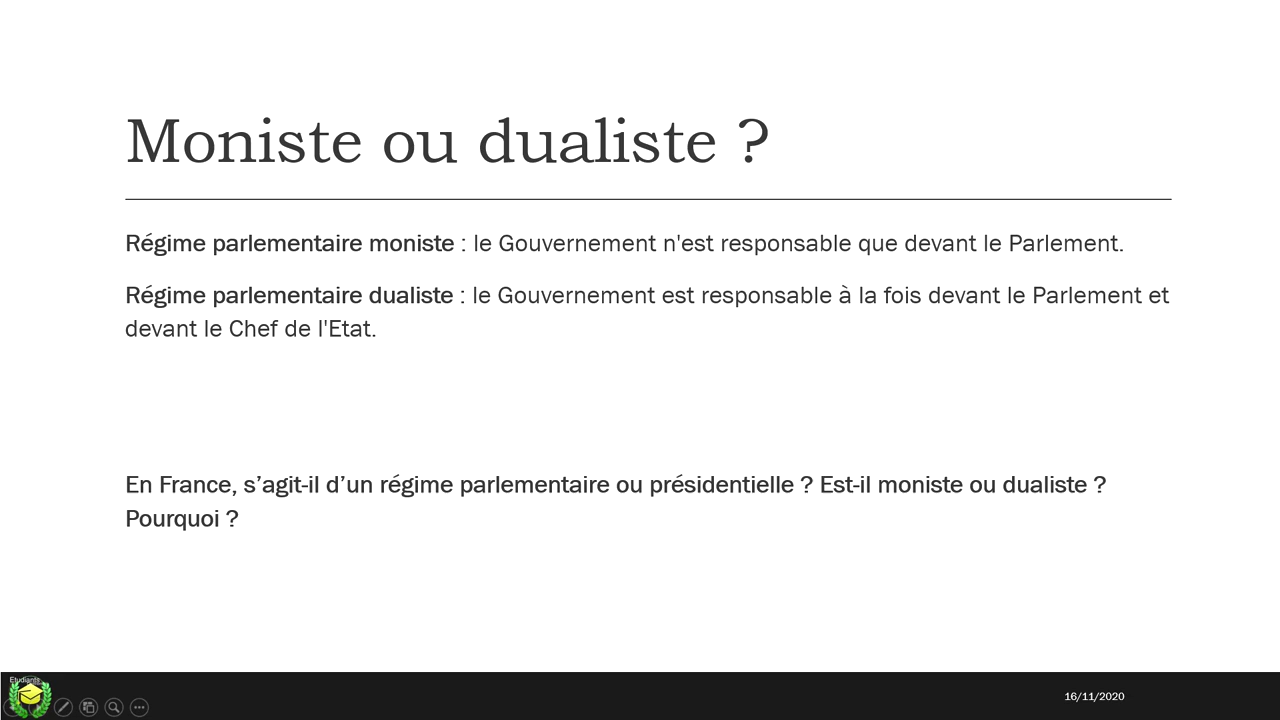 Moniste ou dualiste ?
Régime parlementaire moniste : le Gouvernement n'est responsable que devant le Parlement.
Régime parlementaire dualiste : le Gouvernement est responsable à la fois devant le Parlement et
devant le Chef de l'Etat.
En France, s’agit-il d’un régime parlementaire ou présidentielle ? Est-il moniste ou dualiste ?
Pourquoi ?
Etudiants
16/11/2020